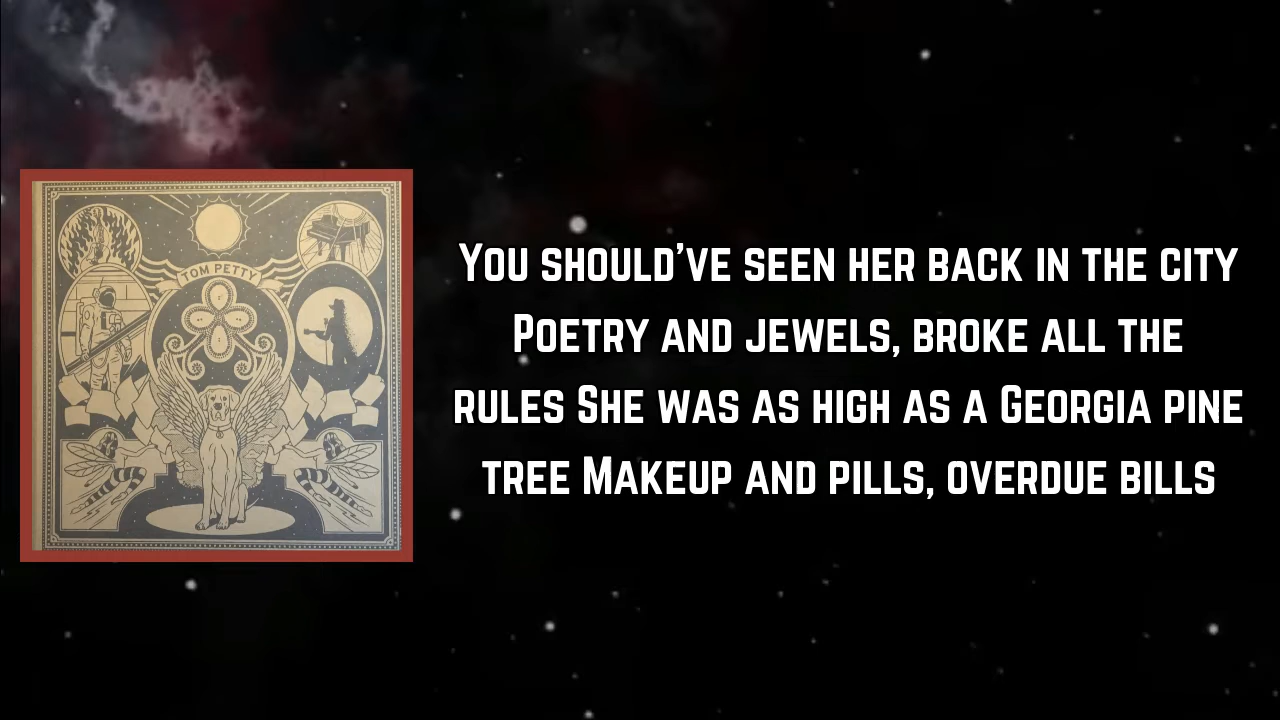 TOM PETTY
You should've seen her back in the city
Poetry and jewels, broke all the
rules She was as high as a Georgia pine
tree Makeup and pills, overdue bills